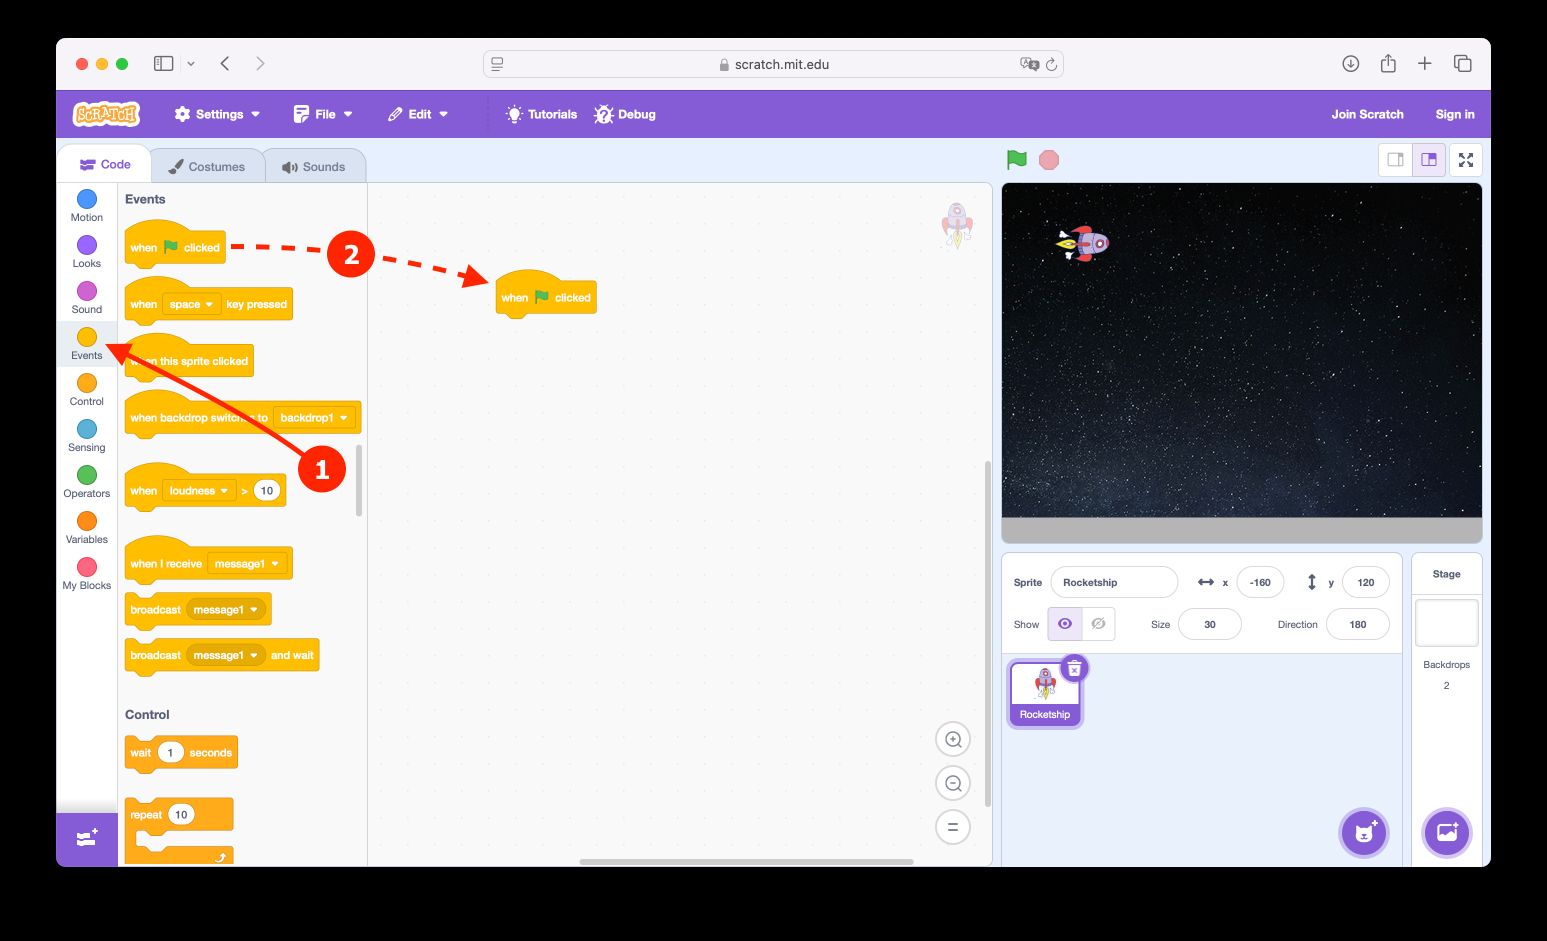 scratch.mit.edu
SCRATCH
Settings
File
Edit
Tutorials
Debug
Join Scratch
Sign in
Code
Costumes
Sounds
Motion
Looks
Sound
Events
Control
Sensing
Operators
Variables
My Blocks
Events
when clicked
when space key pressed
when this sprite clicked
when backdrop switches to backdrop1
when loudness > 10
when I receive message1
broadcast message1
broadcast message1 and wait
Control
wait 1 seconds
repeat 10
1
2
when clicked
Sprite Rocketship x -160 y 120
Show Size 30 Direction 180
Rocketship
Stage
Backdrops
2